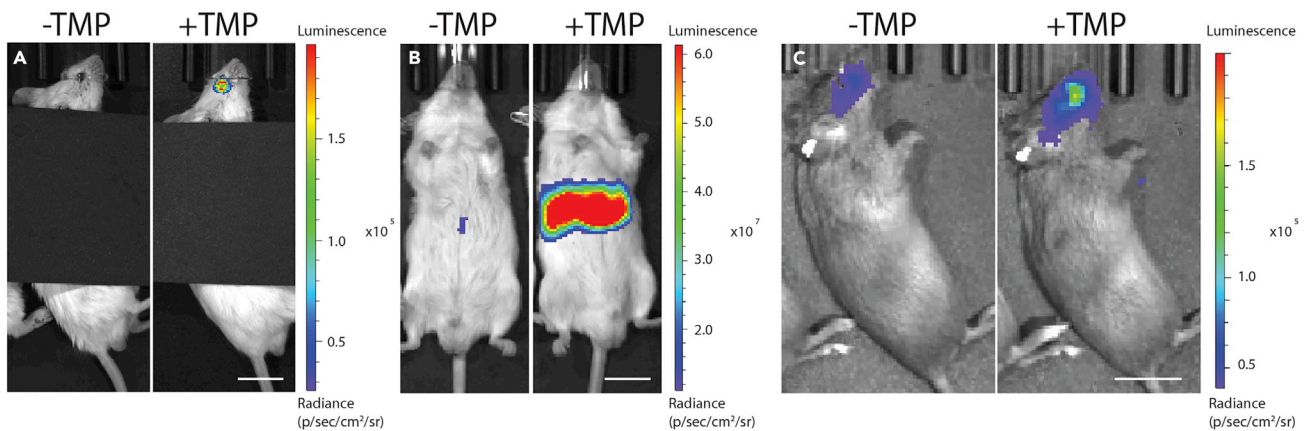 -TMP +TMP
Luminescence
A
1.5
1.0
0.5
x10⁵
Radiance
(p/sec/cm²/sr)
-TMP +TMP
Luminescence
B
6.0
5.0
4.0
3.0
2.0
x10⁷
Radiance
(p/sec/cm²/sr)
-TMP +TMP
Luminescence
C
1.5
1.0
0.5
x10⁵
Radiance
(p/sec/cm²/sr)